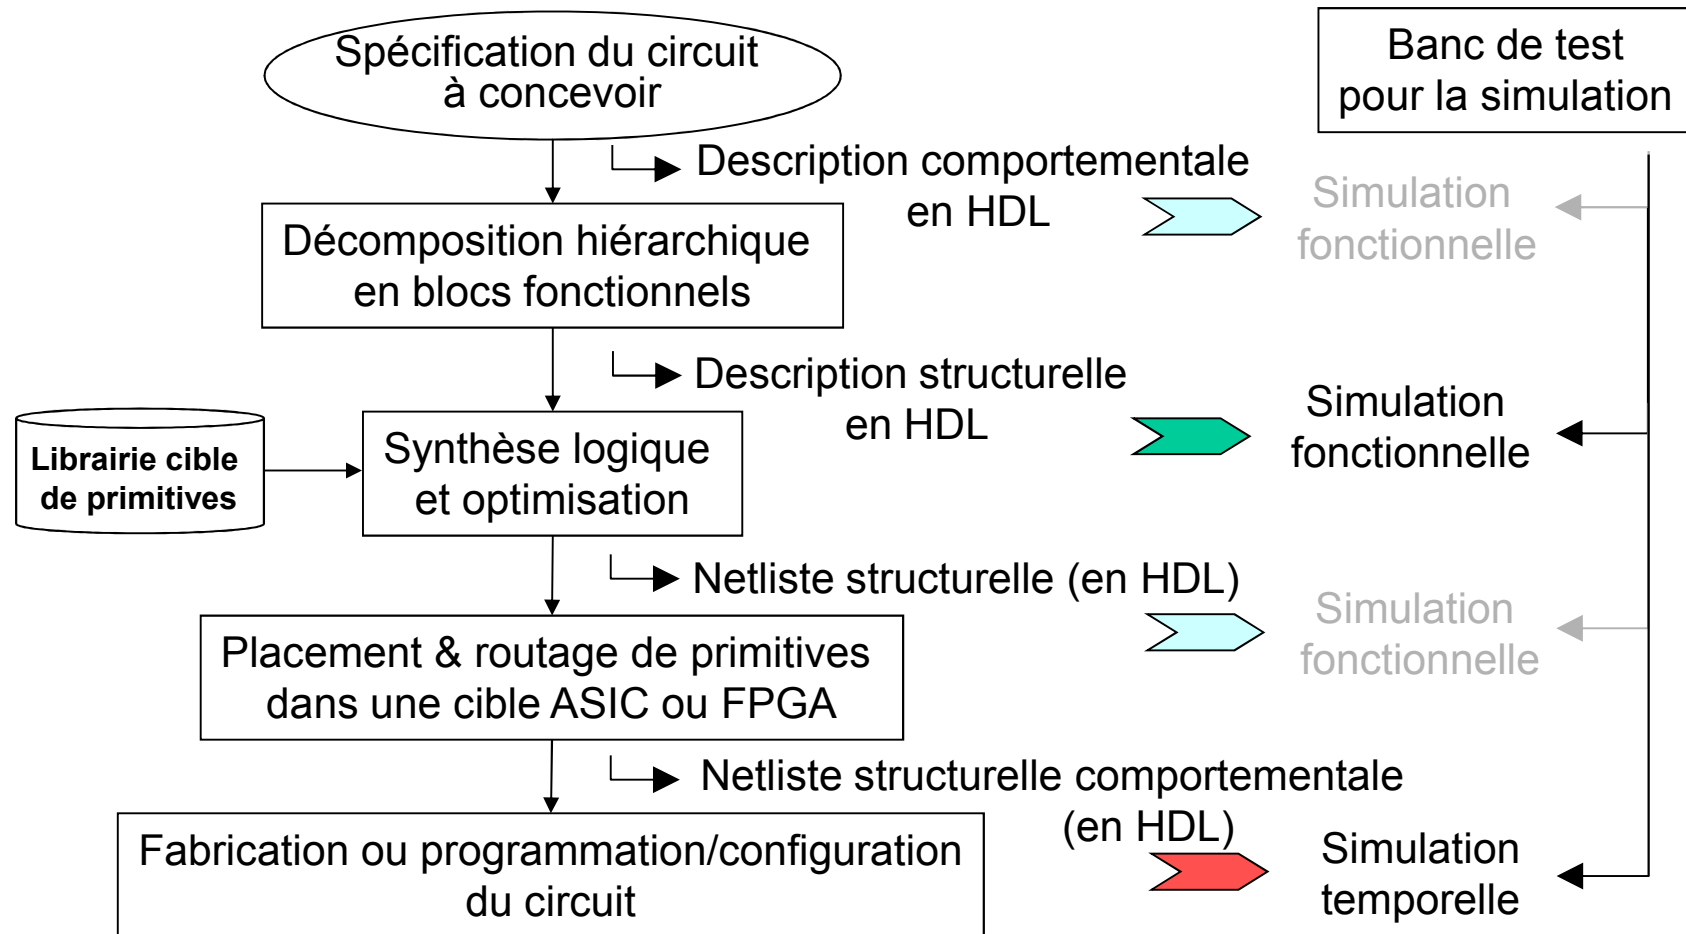 Spécification du circuit
à concevoir
Banc de test
pour la simulation
Description comportementale
en HDL
Simulation
fonctionnelle
Décomposition hiérarchique
en blocs fonctionnels
Description structurelle
en HDL
Simulation
fonctionnelle
Librairie cible
de primitives
Synthèse logique
et optimisation
Netliste structurelle (en HDL)
Simulation
fonctionnelle
Placement & routage de primitives
dans une cible ASIC ou FPGA
Netliste structurelle comportementale
(en HDL)
Simulation
temporelle
Fabrication ou programmation/configuration
du circuit